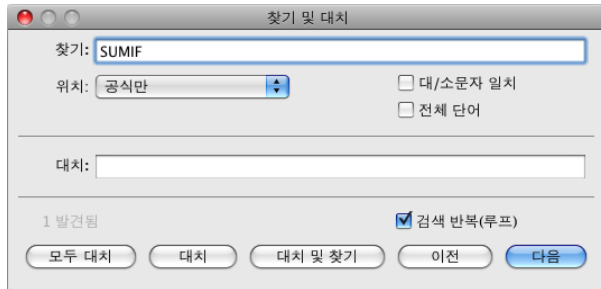 찾기 및 대치
찾기: SUMIF
위치: 공식만
대/소문자 일치
전체 단어
대치:
1 발견됨
검색 반복(루프)
모두 대치 대치 대치 및 찾기 이전 다음